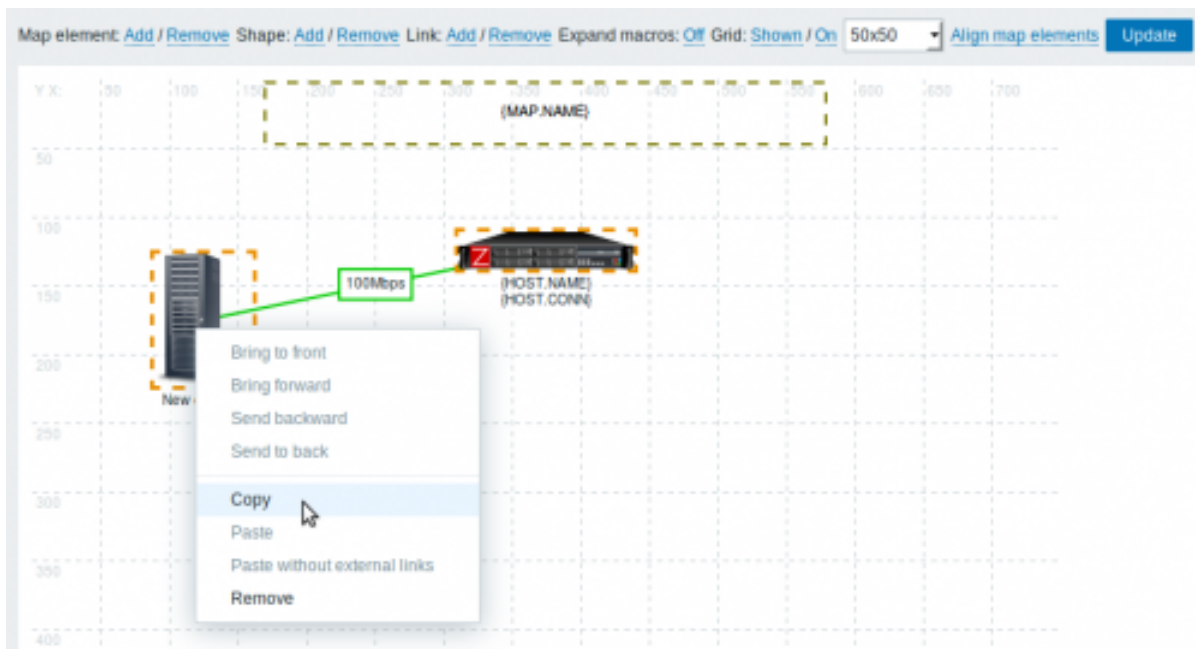 Map element: Add / Remove Shape: Add / Remove Link: Add / Remove Expand macros: Off Grid: Shown / On 50x50 Align map elements Update
Y X: 50 100 150 200 250 300 350 400 450 500 550 600 650 700
{MAP.NAME}
50
100
Z
100Mbps
{HOST.NAME}
150
{HOST.CONN}
Bring to front
200
Bring forward
New
Send backward
250
Send to back
300
Copy
Paste
350
Paste without external links
Remove
400